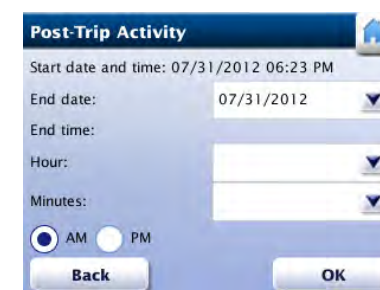 Post-Trip Activity
Start date and time: 07/31/2012 06:23 PM
End date: 07/31/2012
End time:
Hour:
Minutes:
AM PM
Back OK